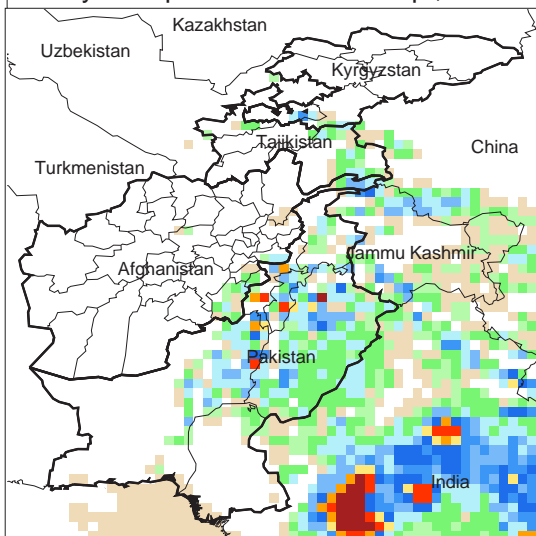 Kazakhstan
Uzbekistan
Kyrgyzstan
Tajikistan
China
Turkmenistan
Jammu Kashmir
Afghanistan
Pakistan
India